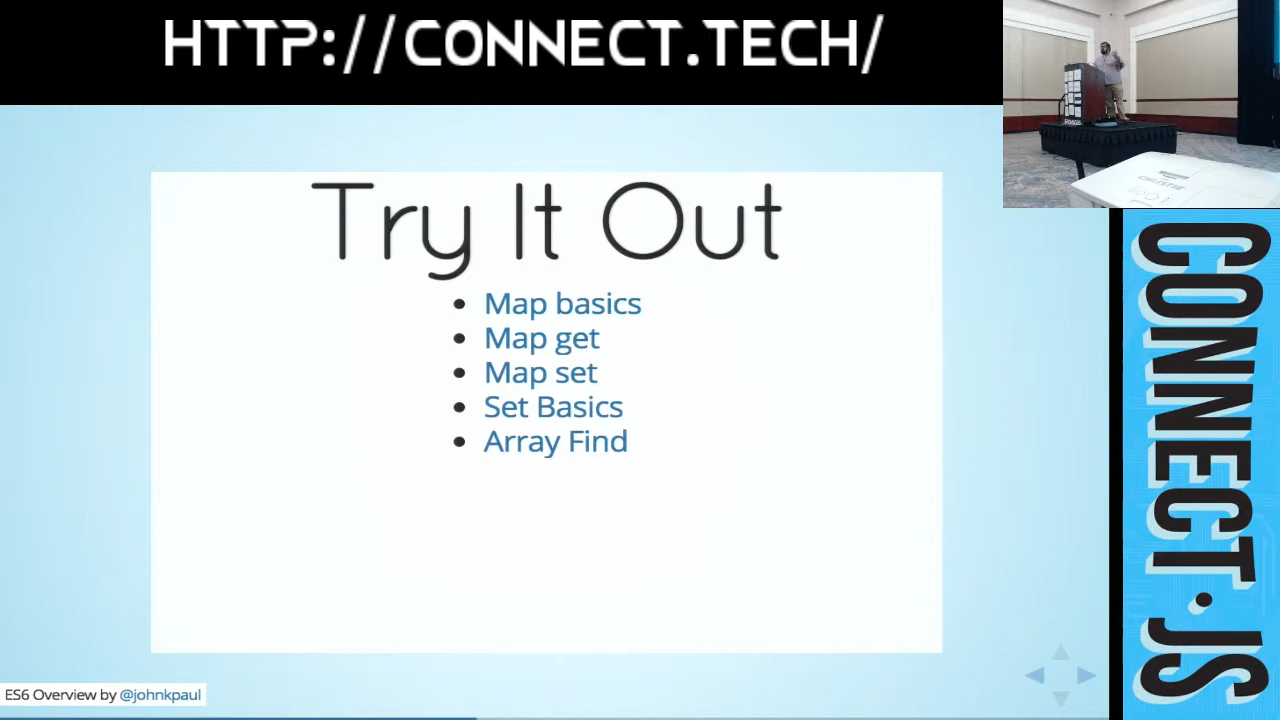 HTTP://CONNECT.TECH/
Try It Out
Map basics
Map get
Map set
Set Basics
Array Find
ES6 Overview by @johnkpaul
CONNECT·JS
CHRISTIE